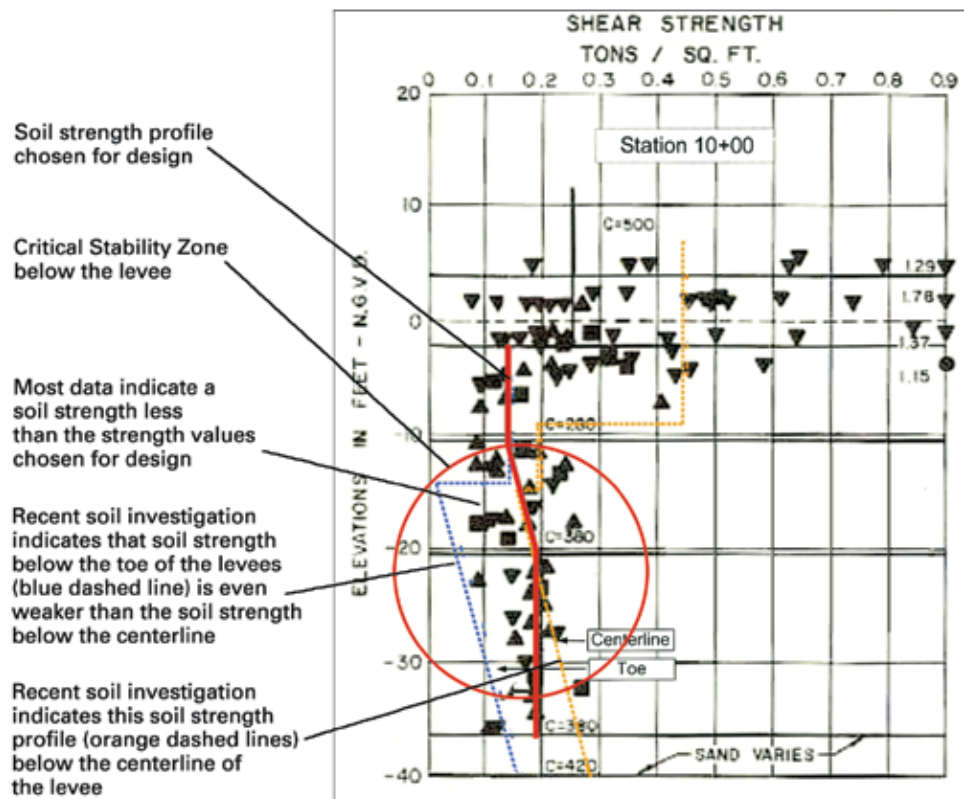 SHEAR STRENGTH
TONS / SQ. FT.
0 0.1 0.2 0.3 0.4 0.5 0.6 0.7 0.8 0.9
20
Station 10+00
Soil strength profile
chosen for design
10
C=500
Critical Stability Zone
below the levee
1.29
1.78
0
1.37
1.15
ELEVATIONS IN FEET - N.G.V.D.
Most data indicate a
soil strength less
than the strength values
chosen for design
C=280
-10
Recent soil investigation
indicates that soil strength
below the toe of the levees
(blue dashed line) is even
weaker than the soil strength
below the centerline
C=380
-20
Centerline
Toe
-30
Recent soil investigation
indicates this soil strength
profile (orange dashed lines)
below the centerline of
the levee
C=380
SAND VARIES
C=420
-40